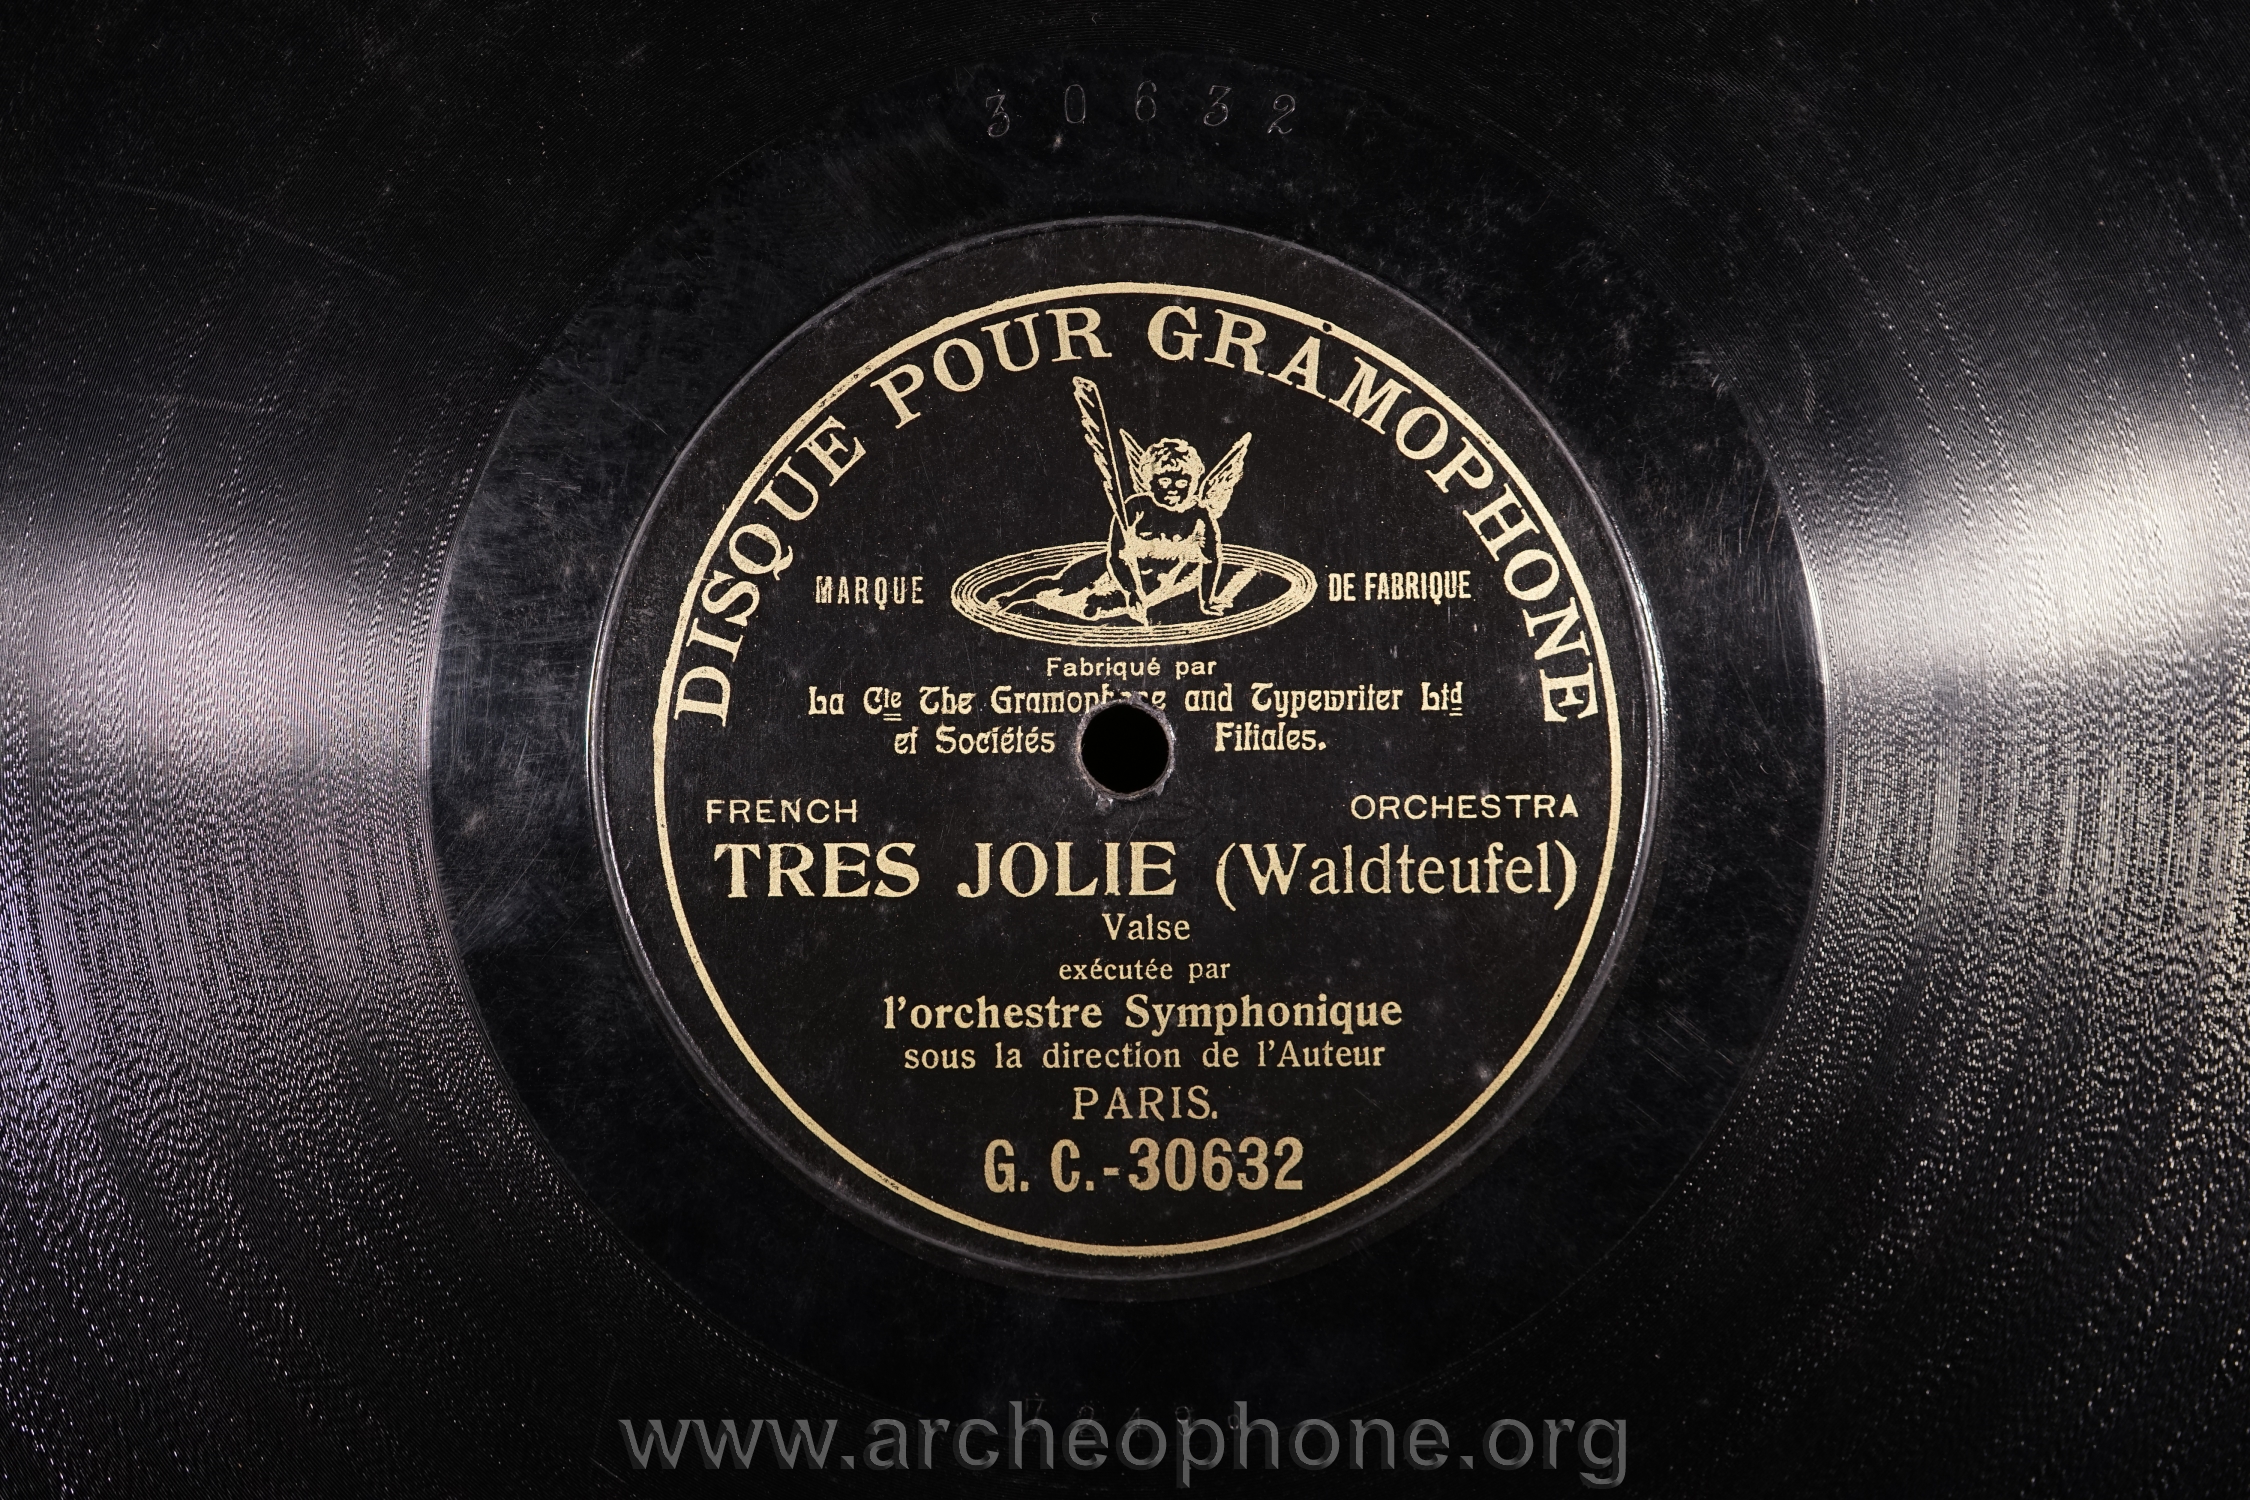 30632
DISQUE POUR GRAMOPHONE
MARQUE DE FABRIQUE
Fabriqué par
La Cie The Gramophone and Typewriter Ltd
et Sociétés Filiales.
FRENCH ORCHESTRA
TRES JOLIE (Waldteufel)
Valse
exécutée par
l'orchestre Symphonique
sous la direction de l'Auteur
PARIS.
G. C.-30632
www.archeophone.org